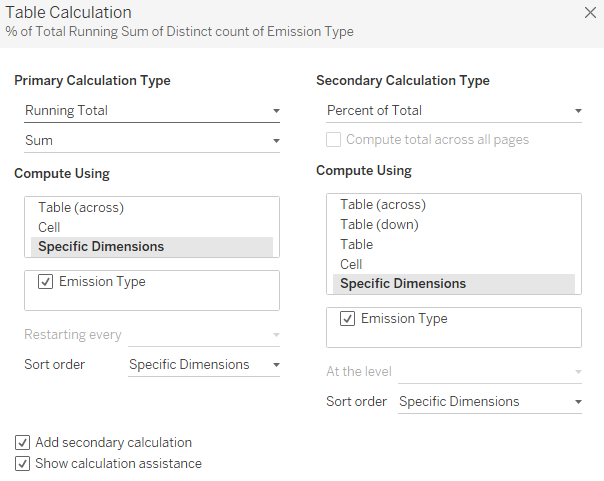 Table Calculation
% of Total Running Sum of Distinct count of Emission Type
Primary Calculation Type
Running Total
Sum
Compute Using
Table (across)
Cell
Specific Dimensions
Emission Type
Restarting every
Sort order Specific Dimensions
Secondary Calculation Type
Percent of Total
Compute total across all pages
Compute Using
Table (across)
Table (down)
Table
Cell
Specific Dimensions
Emission Type
At the level
Sort order Specific Dimensions
Add secondary calculation
Show calculation assistance